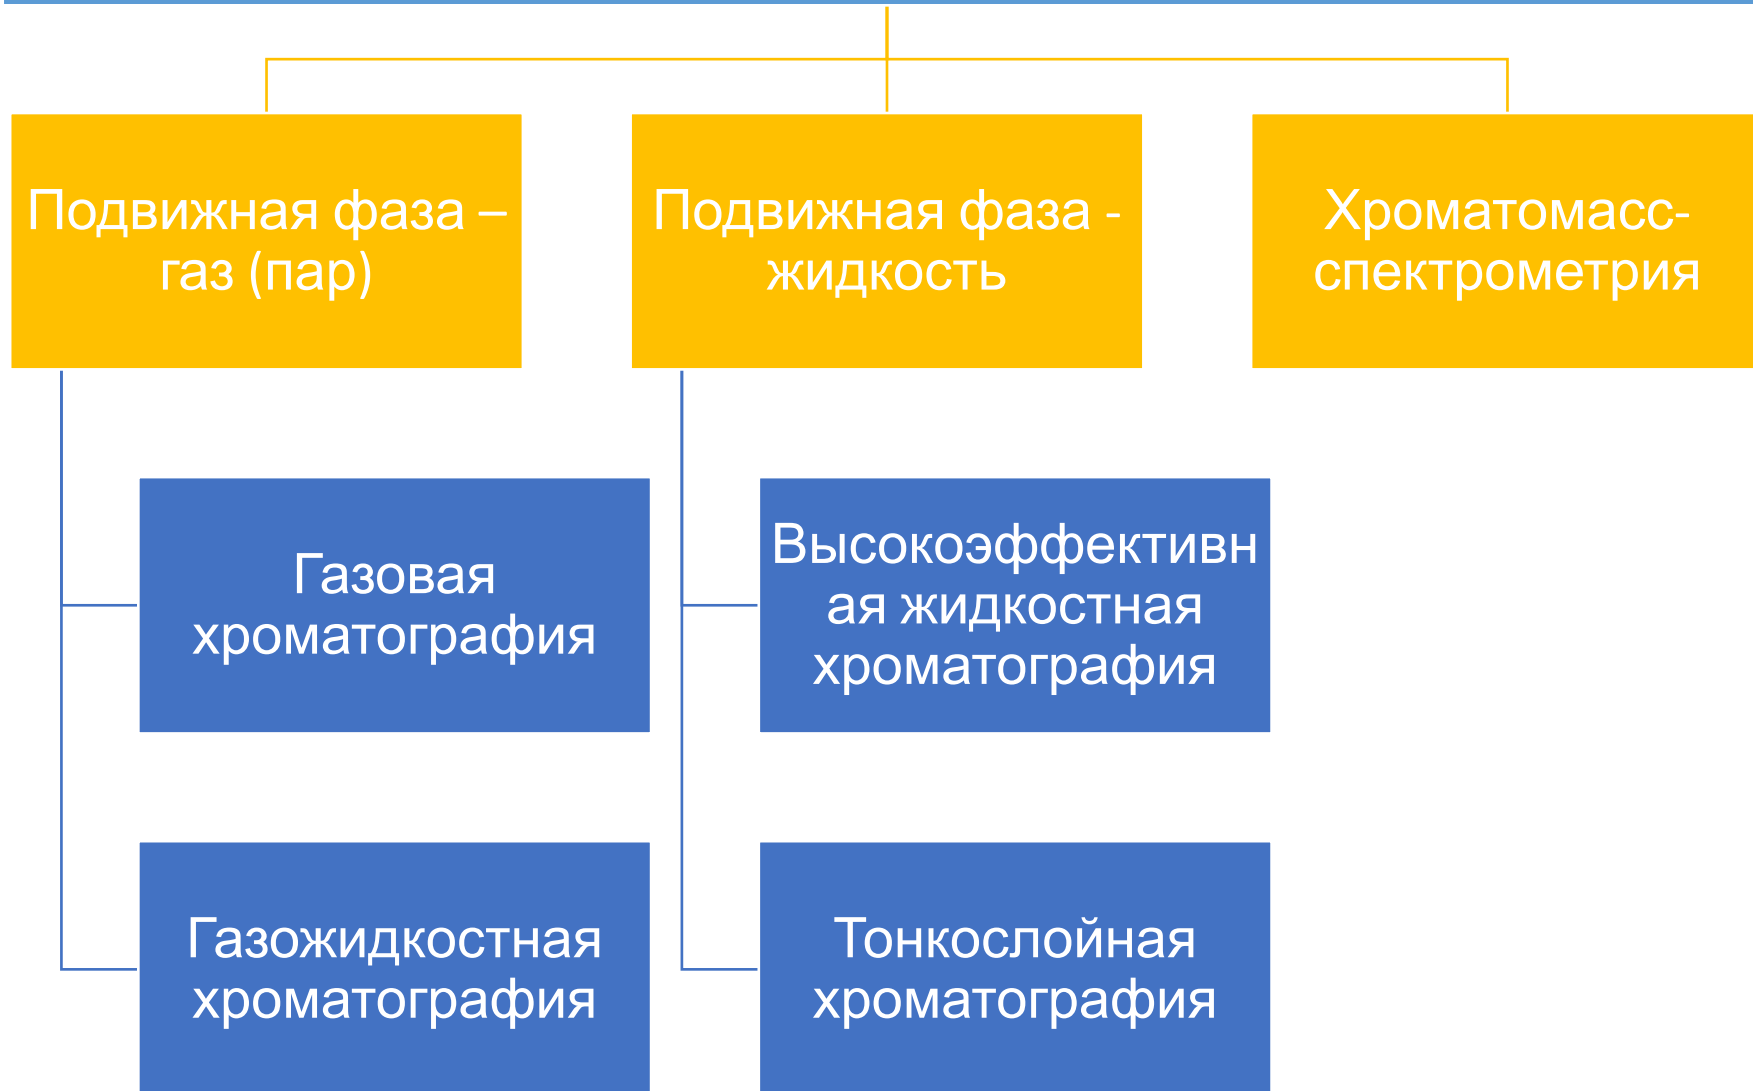 Подвижная фаза –
газ (пар)
Подвижная фаза -
жидкость
Хроматомасс-
спектрометрия
Газовая
хроматография
Высокоэффективн
ая жидкостная
хроматография
Газожидкостная
хроматография
Тонкослойная
хроматография